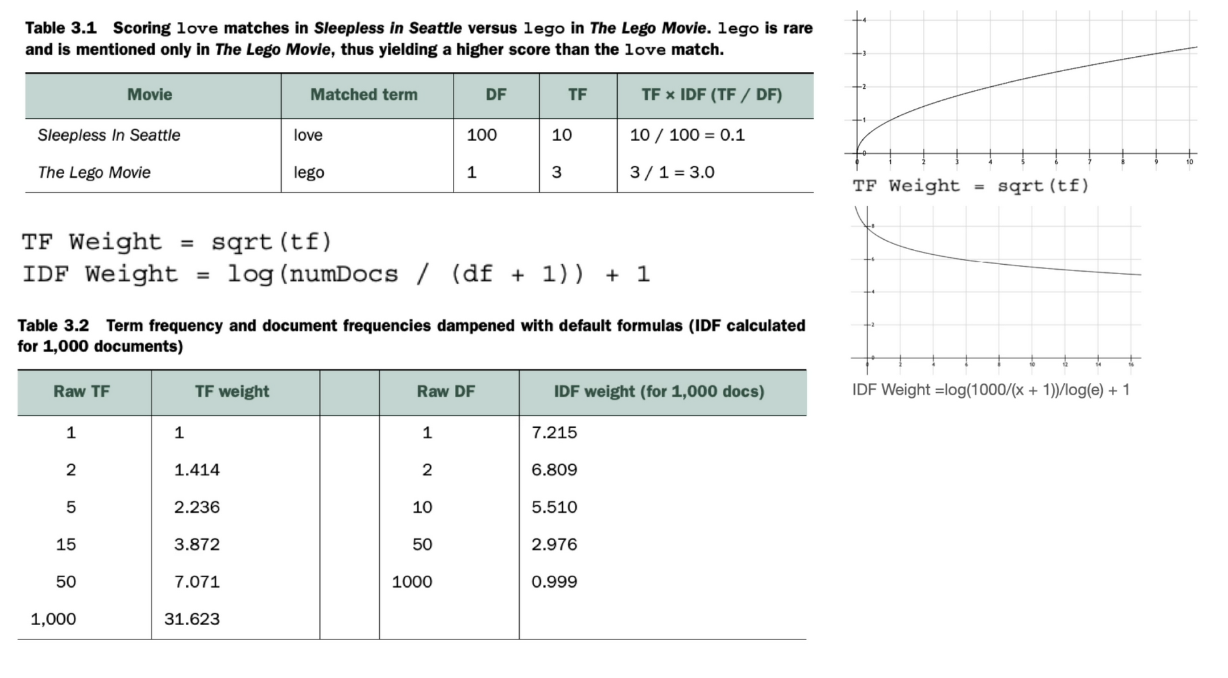 Table 3.1 Scoring love matches in Sleepless in Seattle versus lego in The Lego Movie. lego is rare
and is mentioned only in The Lego Movie, thus yielding a higher score than the love match.
Movie Matched term DF TF TF × IDF (TF / DF)
Sleepless In Seattle love 100 10 10 / 100 = 0.1
The Lego Movie lego 1 3 3 / 1 = 3.0
TF Weight = sqrt(tf)
IDF Weight = log(numDocs / (df + 1)) + 1
Table 3.2 Term frequency and document frequencies dampened with default formulas (IDF calculated
for 1,000 documents)
Raw TF TF weight Raw DF IDF weight (for 1,000 docs)
1 1 1 7.215
2 1.414 2 6.809
5 2.236 10 5.510
15 3.872 50 2.976
50 7.071 1000 0.999
1,000 31.623
4
3
2
1
0
0 1 2 3 4 5 6 7 8 9 10
TF Weight = sqrt(tf)
8
6
4
2
0
0 2 4 6 8 10 12 14 16
IDF Weight =log(1000/(x + 1))/log(e) + 1